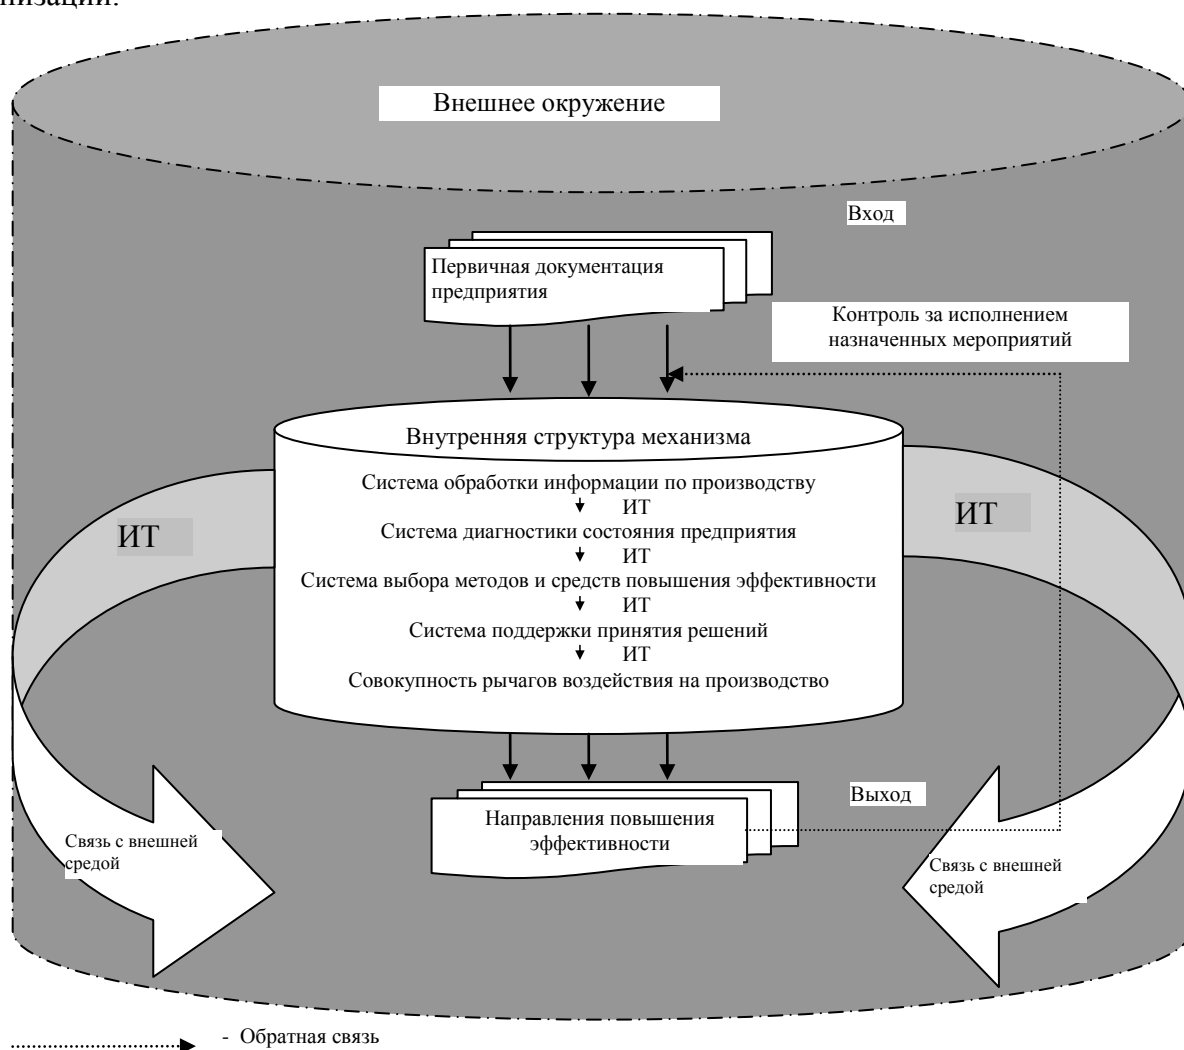 низации.
Внешнее окружение
Вход
Первичная документация
предприятия
Контроль за исполнением
назначенных мероприятий
Внутренняя структура механизма
Система обработки информации по производству
ИТ
Система диагностики состояния предприятия
ИТ
Система выбора методов и средств повышения эффективности
ИТ
Система поддержки принятия решений
ИТ
Совокупность рычагов воздействия на производство
ИТ
ИТ
Выход
Направления повышения
эффективности
Связь с внешней
средой
Связь с внешней
средой
- Обратная связь